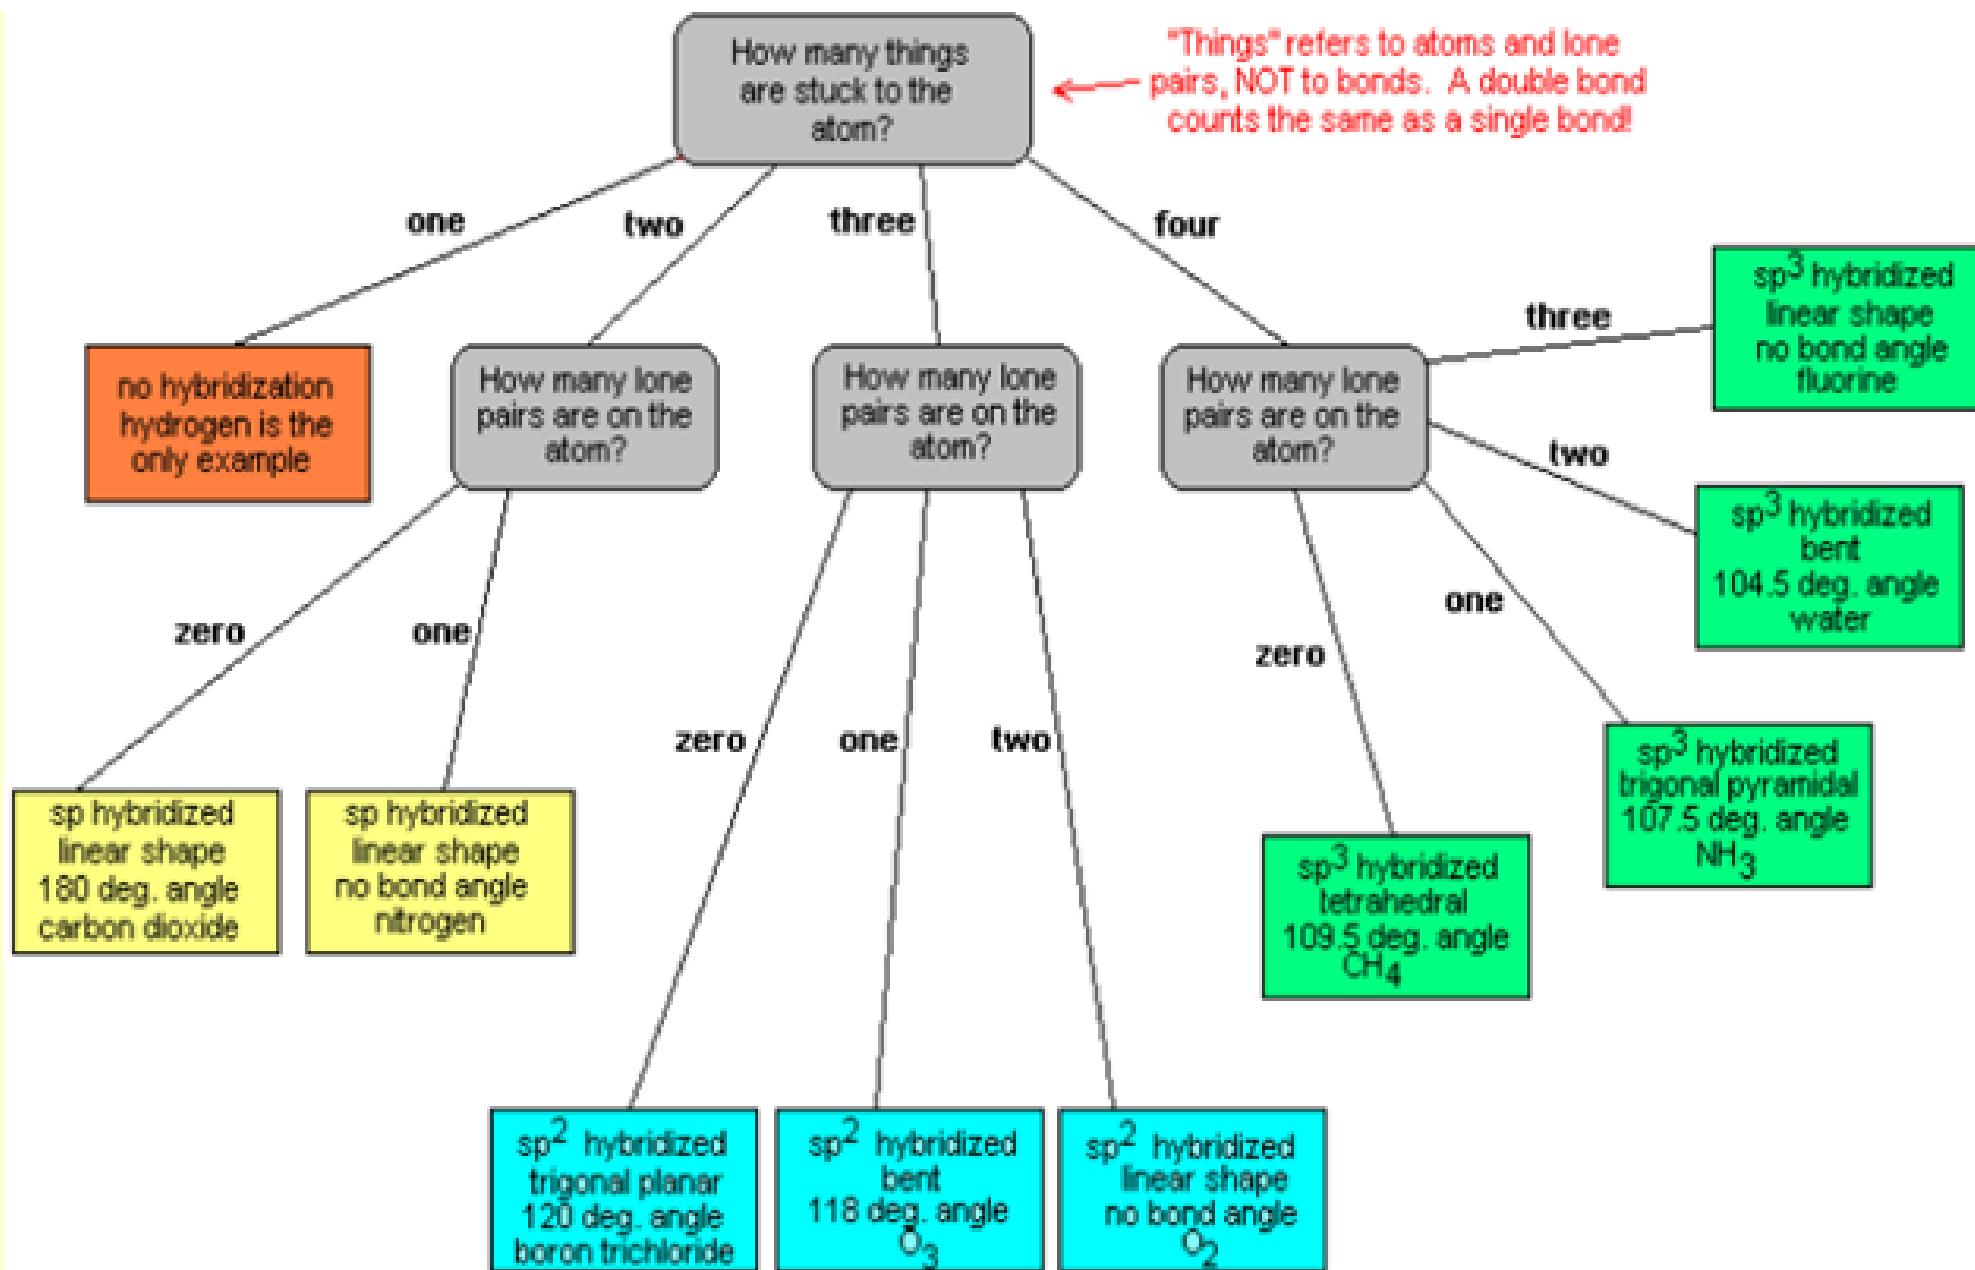 How many things
are stuck to the
atom?
"Things" refers to atoms and lone
pairs, NOT to bonds. A double bond
counts the same as a single bond!
one
two
three
four
no hybridization
hydrogen is the
only example
How many lone
pairs are on the
atom?
How many lone
pairs are on the
atom?
How many lone
pairs are on the
atom?
three
sp3 hybridized
linear shape
no bond angle
fluorine
two
sp3 hybridized
bent
104.5 deg. angle
water
one
sp3 hybridized
trigonal pyramidal
107.5 deg. angle
NH3
zero
sp3 hybridized
tetrahedral
109.5 deg. angle
CH4
zero
one
sp hybridized
linear shape
180 deg. angle
carbon dioxide
sp hybridized
linear shape
no bond angle
nitrogen
zero
one
two
sp2 hybridized
trigonal planar
120 deg. angle
boron trichloride
sp2 hybridized
bent
118 deg. angle
O3
sp2 hybridized
linear shape
no bond angle
O2